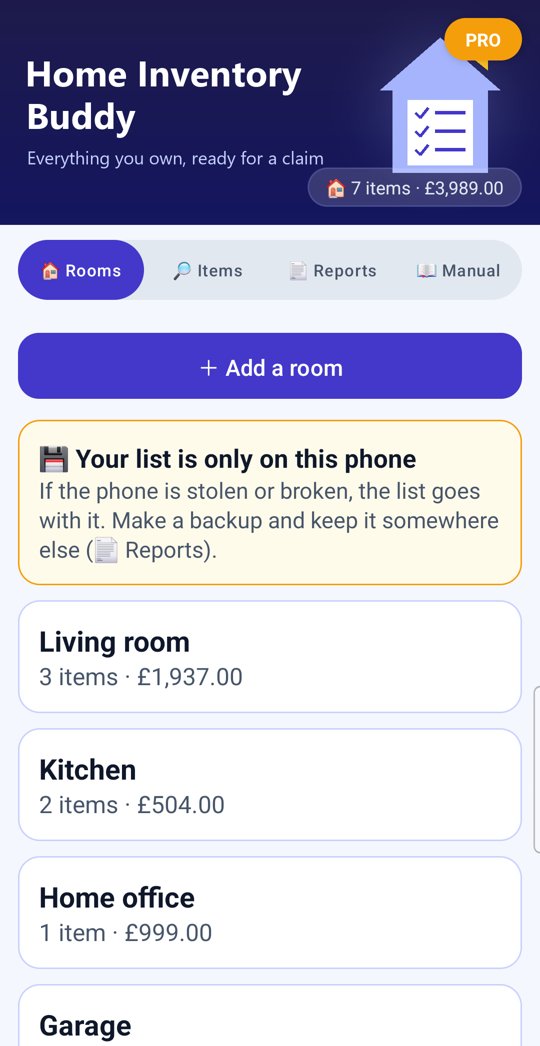 PRO
Home Inventory
Buddy
Everything you own, ready for a claim
🏠 7 items · £3,989.00
🏠 Rooms
🔎 Items
📄 Reports
📖 Manual
+ Add a room
💾 Your list is only on this phone
If the phone is stolen or broken, the list goes
with it. Make a backup and keep it somewhere
else (📄 Reports).
Living room
3 items · £1,937.00
Kitchen
2 items · £504.00
Home office
1 item · £999.00
Garage